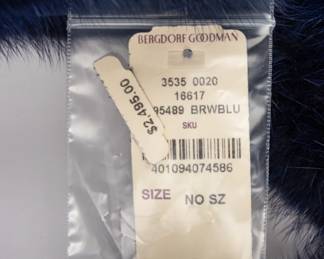 BERGDORF GOODMAN
3535 0020
16617
95489 BRWBLU
SKU
401094074586
SIZE NO SZ
$2,495.00